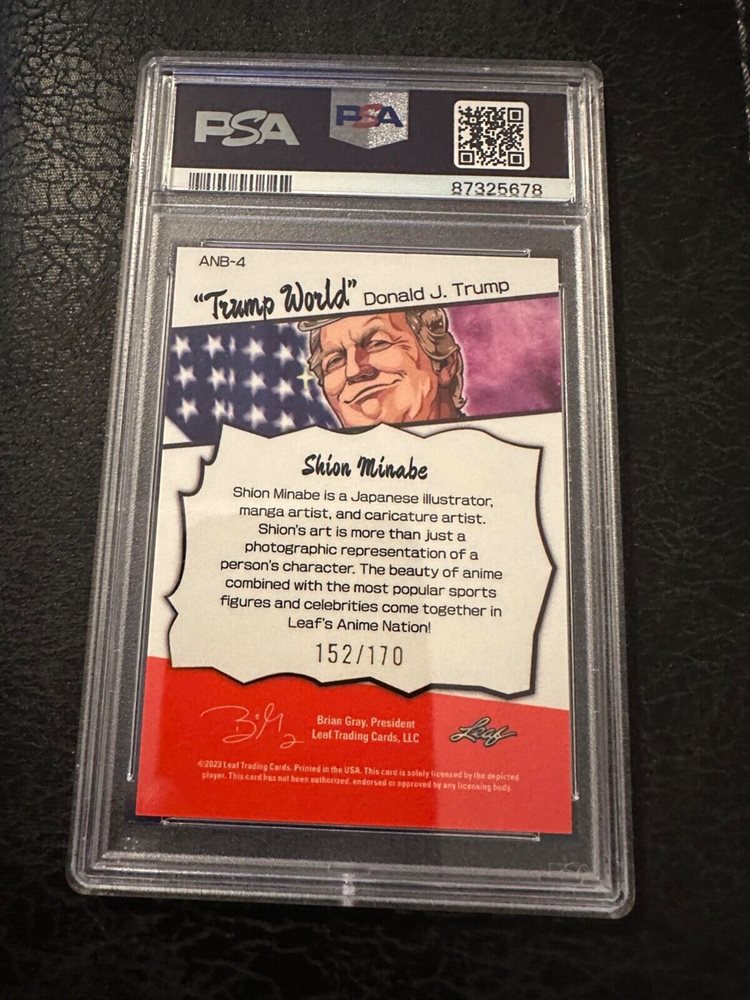 PSA
PSA
87325678
ANB-4
"Trump World" Donald J. Trump
Shion Minabe
Shion Minabe is a Japanese illustrator,
manga artist, and caricature artist.
Shion's art is more than just a
photographic representation of a
person's character. The beauty of anime
combined with the most popular sports
figures and celebrities come together in
Leaf's Anime Nation!
152/170
Brian Gray, President
Leaf Trading Cards, LLC
Leaf
©2023 Leaf Trading Cards. Printed in the USA. This card is solely licensed by the depicted
player. This card has not been authorized, endorsed or approved by any licensing body.
PSA